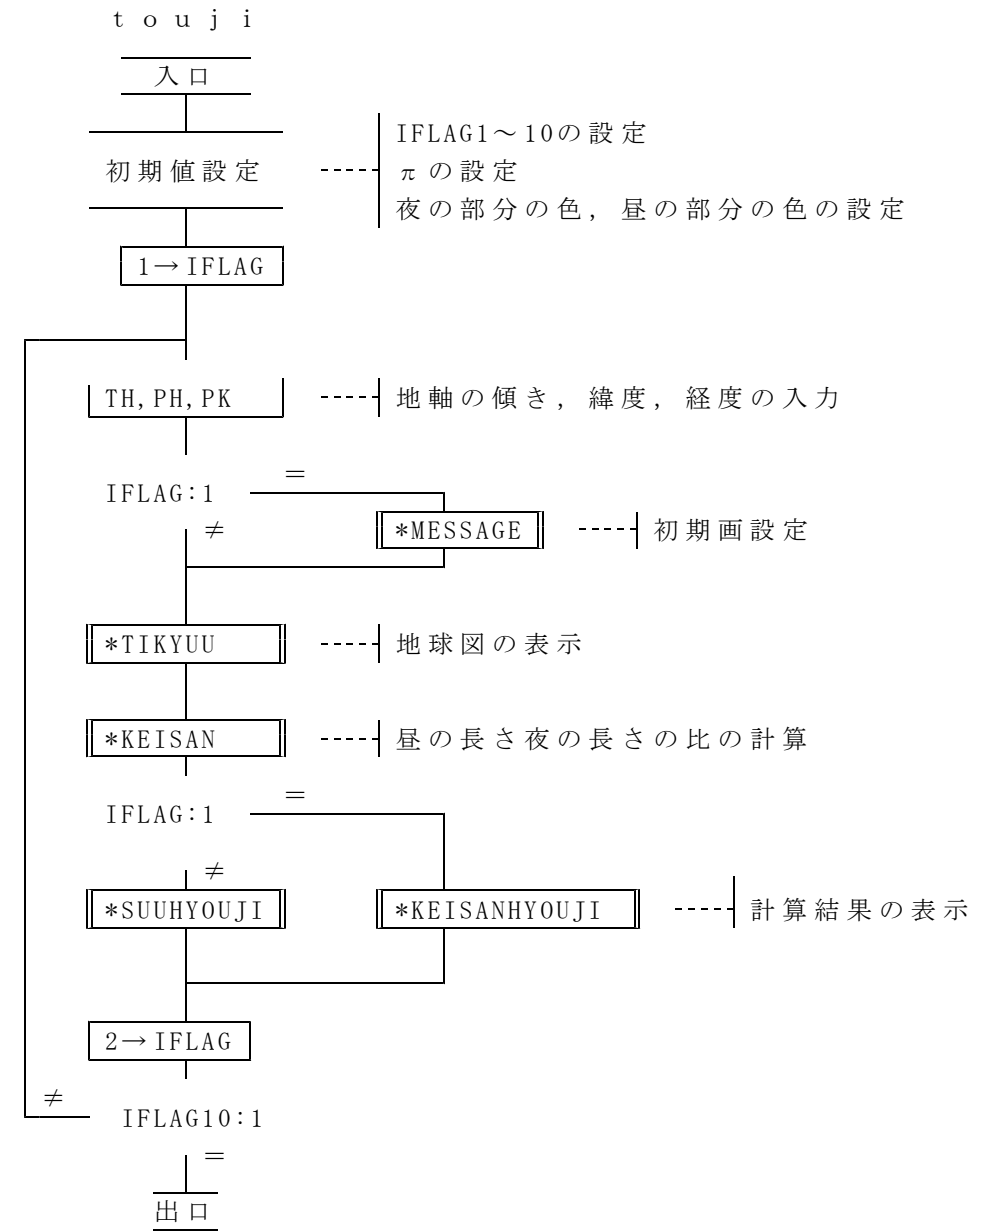 touji
入口
IFLAG1～10の設定
初期値設定
πの設定
夜の部分の色, 昼の部分の色の設定
1→IFLAG
TH,PH,PK
地軸の傾き, 緯度, 経度の入力
=
IFLAG:1
≠
*MESSAGE
初期画設定
*TIKYUU
地球図の表示
*KEISAN
昼の長さ夜の長さの比の計算
=
IFLAG:1
≠
*SUUHYOUJI
*KEISANHYOUJI
計算結果の表示
2→IFLAG
≠
IFLAG10:1
=
出口